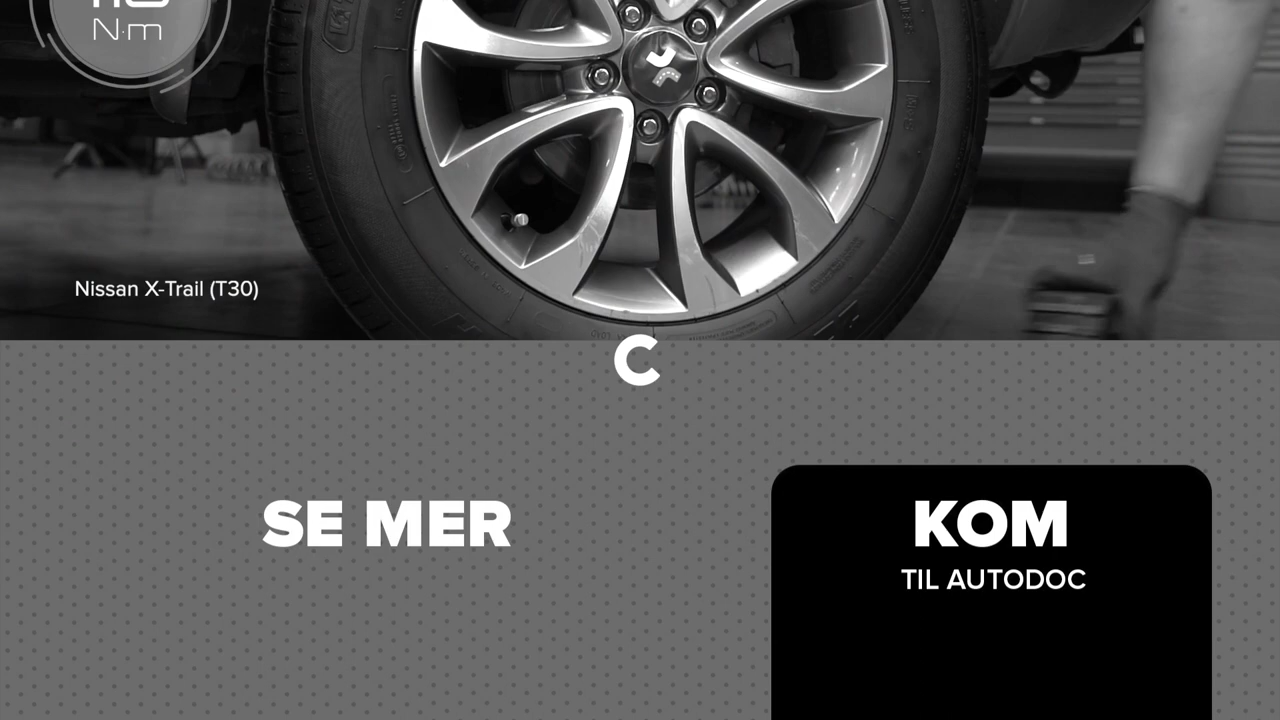 N·m
Nissan X-Trail (T30)
C
SE MER
KOM
TIL AUTODOC